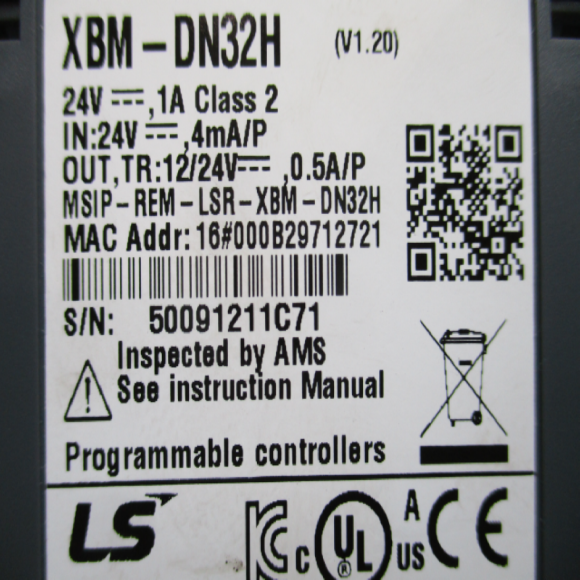 XBM-DN32H (V1.20)
24V ⎓, 1A Class 2
IN:24V ⎓, 4mA/P
OUT, TR:12/24V⎓, 0.5A/P
MSIP-REM-LSR-XBM-DN32H
MAC Addr: 16#000B29712721
S/N: 50091211C71
Inspected by AMS
See instruction Manual
Programmable controllers
LS KC c UL US A CE